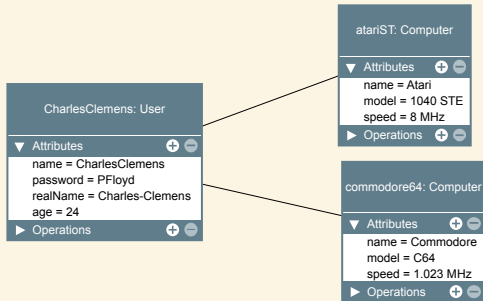 CharlesClemens: User
Attributes
name = CharlesClemens
password = PFloyd
realName = Charles-Clemens
age = 24
Operations
atariST: Computer
Attributes
name = Atari
model = 1040 STE
speed = 8 MHz
Operations
commodore64: Computer
Attributes
name = Commodore
model = C64
speed = 1.023 MHz
Operations